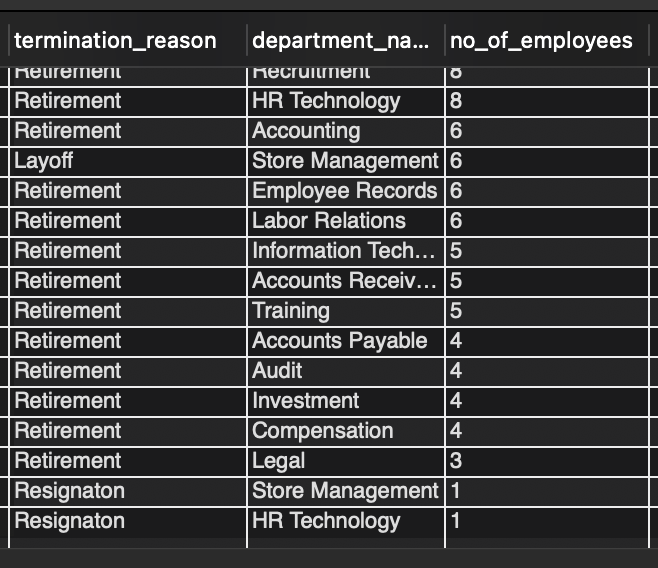 termination_reason department_na... no_of_employees
Retirement Recruitment 8
Retirement HR Technology 8
Retirement Accounting 6
Layoff Store Management 6
Retirement Employee Records 6
Retirement Labor Relations 6
Retirement Information Tech... 5
Retirement Accounts Receiv... 5
Retirement Training 5
Retirement Accounts Payable 4
Retirement Audit 4
Retirement Investment 4
Retirement Compensation 4
Retirement Legal 3
Resignaton Store Management 1
Resignaton HR Technology 1